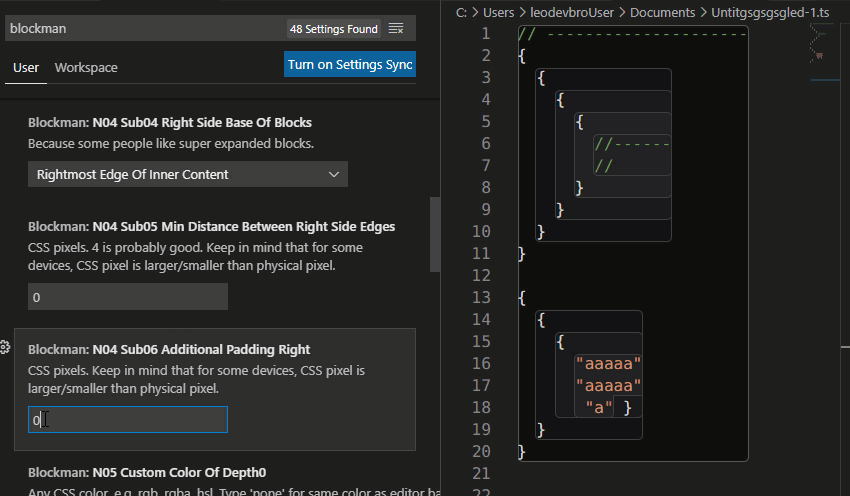 blockman
48 Settings Found
User
Workspace
Turn on Settings Sync
Blockman: N04 Sub04 Right Side Base Of Blocks
Because some people like super expanded blocks.
Rightmost Edge Of Inner Content
Blockman: N04 Sub05 Min Distance Between Right Side Edges
CSS pixels. 4 is probably good. Keep in mind that for some
devices, CSS pixel is larger/smaller than physical pixel.
0
Blockman: N04 Sub06 Additional Padding Right
CSS pixels. Keep in mind that for some devices, CSS pixel is
larger/smaller than physical pixel.
0
Blockman: N05 Custom Color Of Depth0
Any CSS color, e.g. rgb, rgba, hsl. Type 'none' for same color as editor ba
C: > Users > leodevbroUser > Documents > Untitgsgsgsgled-1.ts
1 // ---------------------
2 {
3 {
4 {
5 {
6 //------
7 //
8 }
9 }
10 }
11 }
12
13 {
14 {
15 {
16 "aaaaa"
17 "aaaaa"
18 "a" }
19 }
20 }
21
22